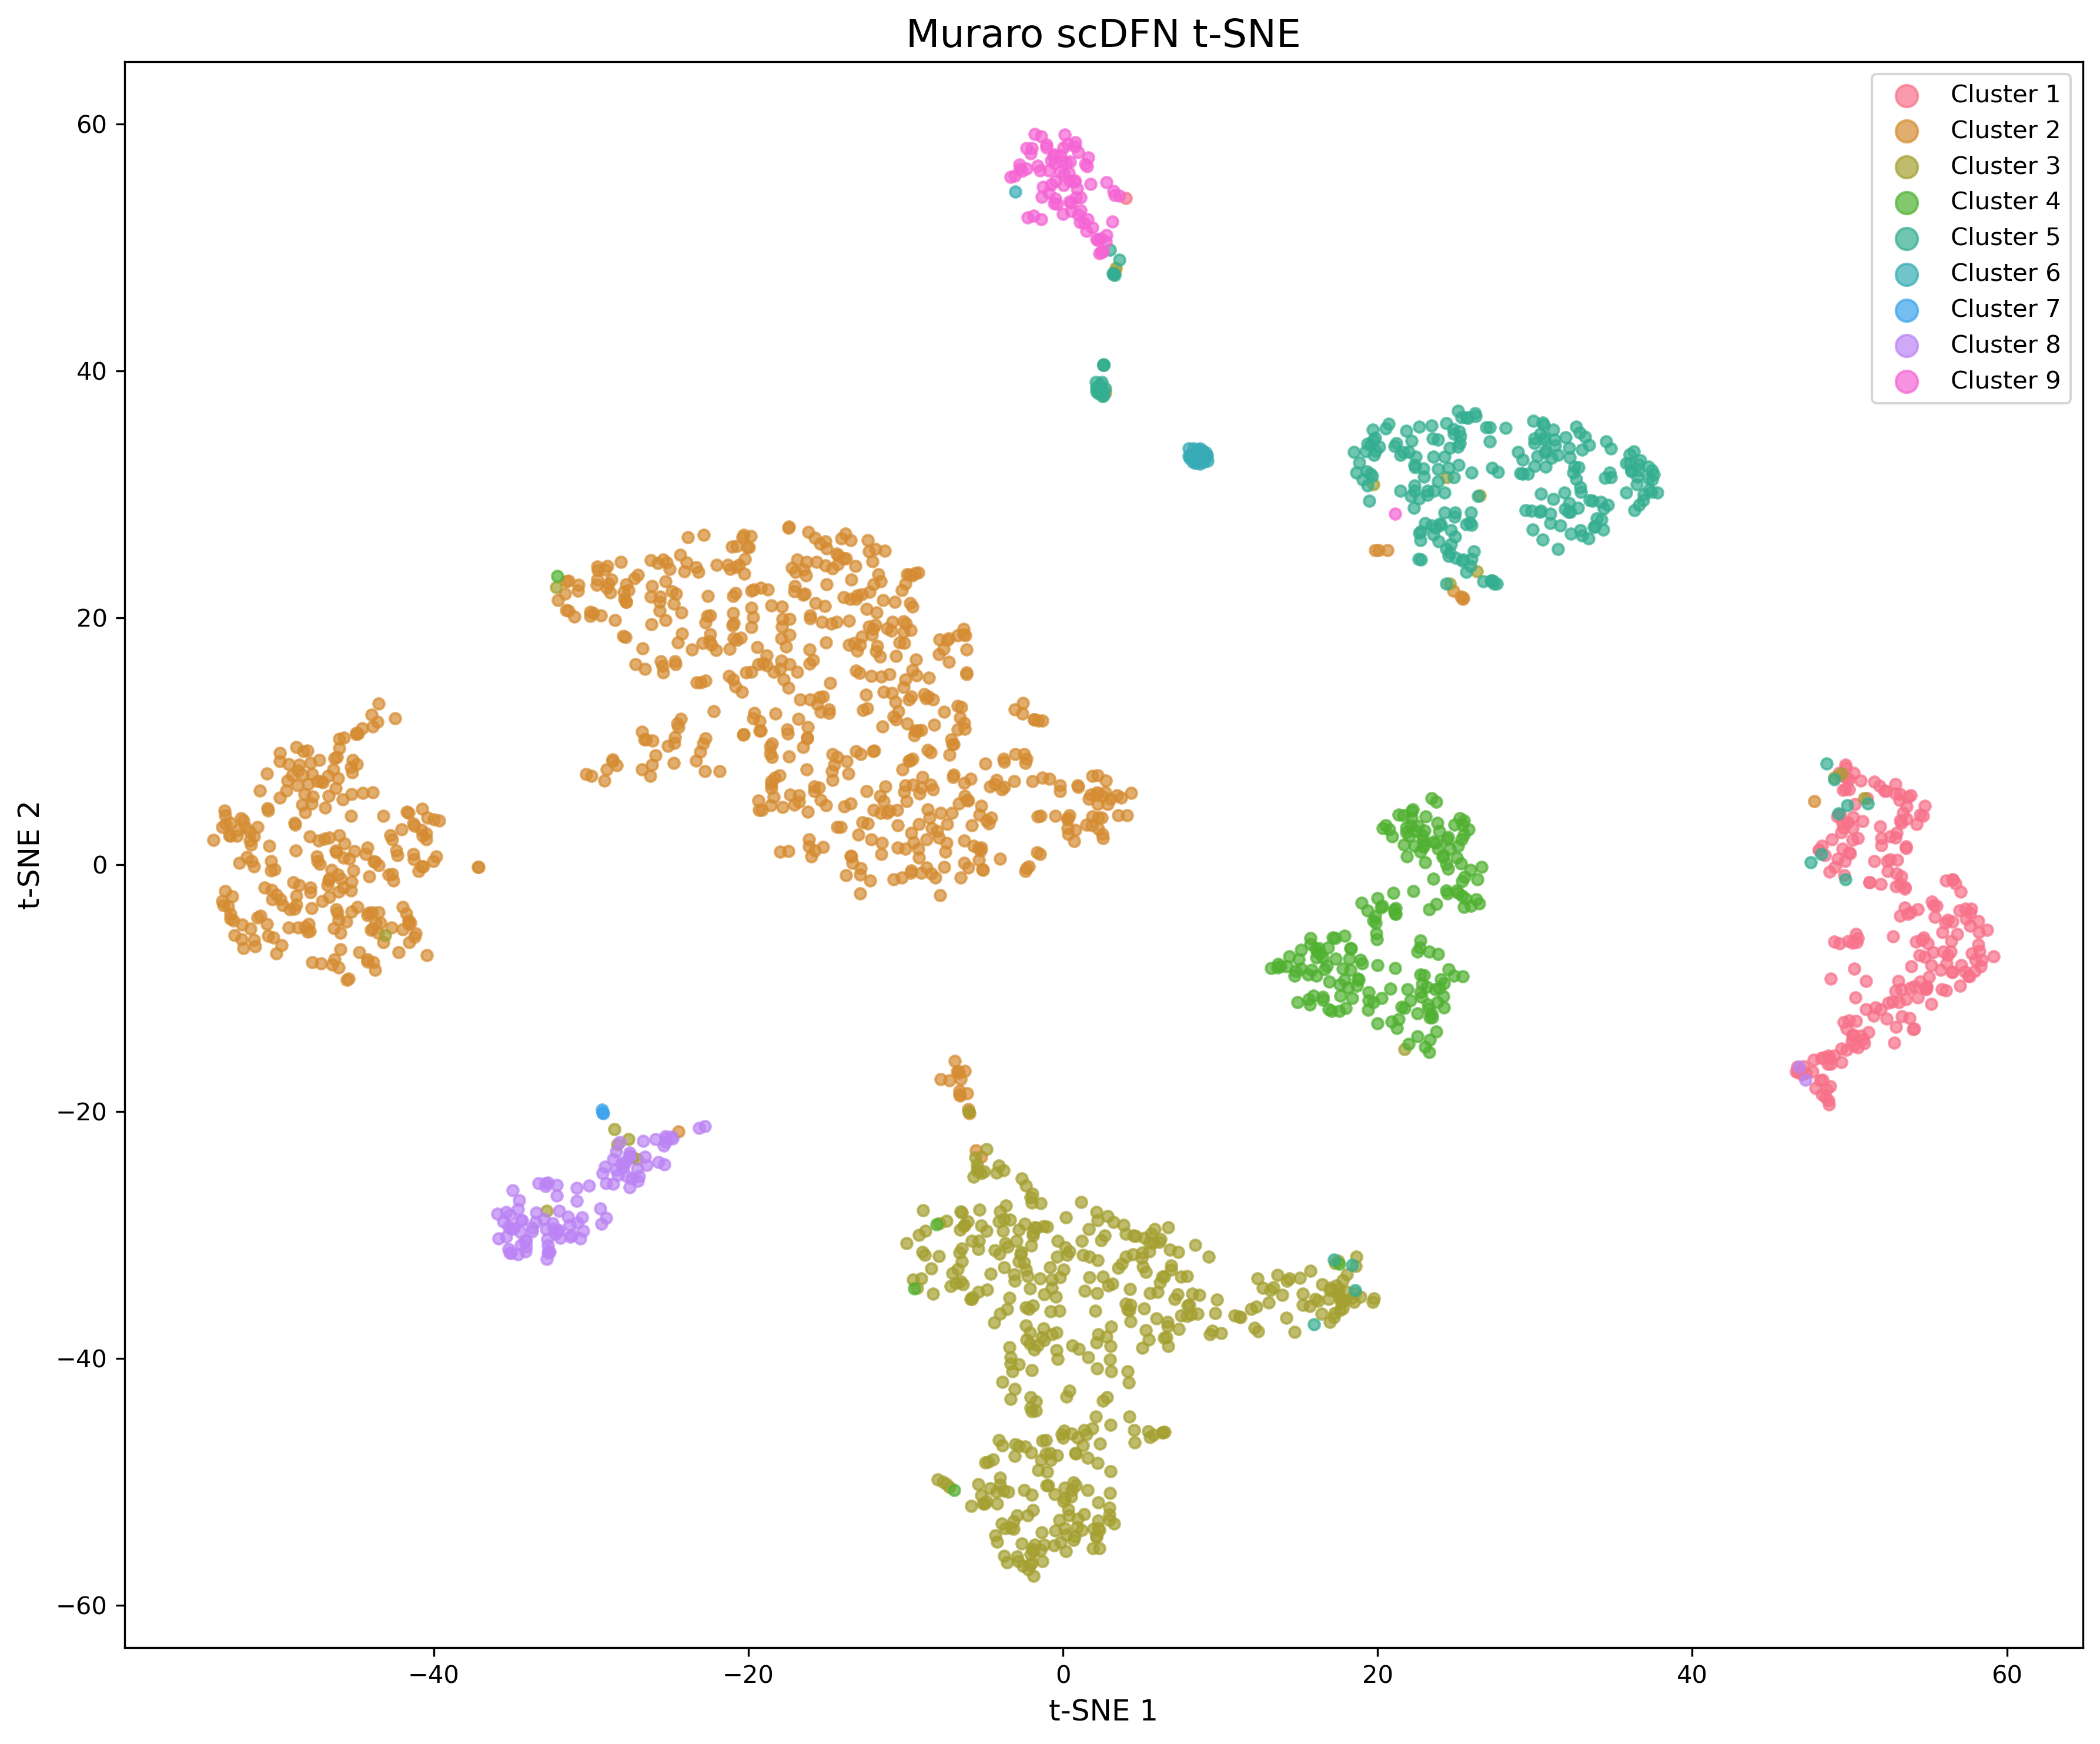 Muraro scDFN t-SNE
Cluster 1
Cluster 2
Cluster 3
Cluster 4
Cluster 5
Cluster 6
Cluster 7
Cluster 8
Cluster 9
60
40
20
0
−20
−40
−60
t-SNE 2
−40
−20
0
20
40
60
t-SNE 1